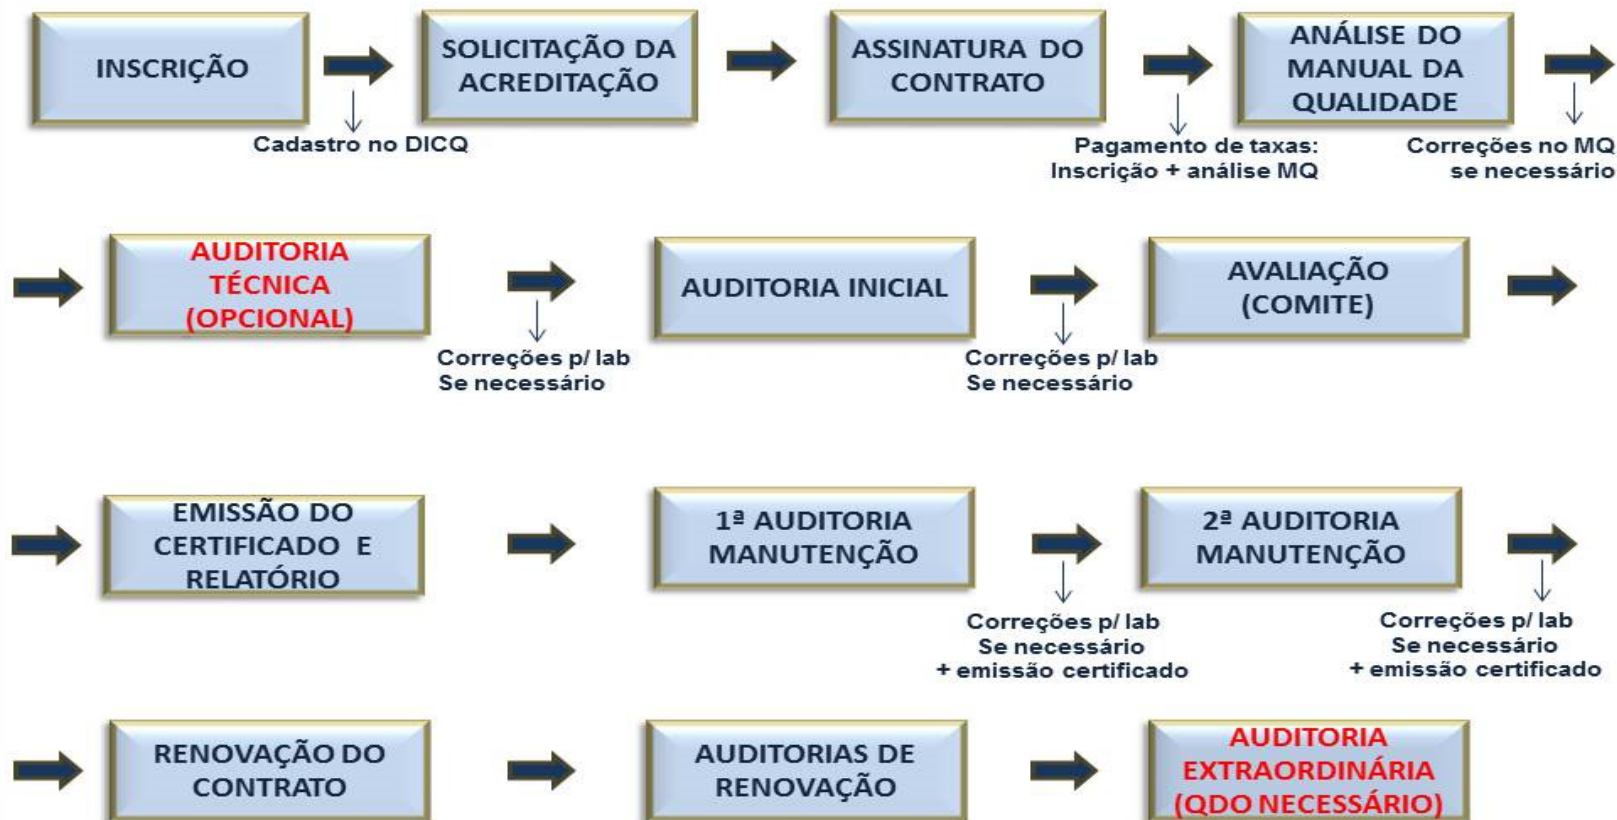 INSCRIÇÃO
Cadastro no DICQ
SOLICITAÇÃO DA
ACREDITAÇÃO
ASSINATURA DO
CONTRATO
Pagamento de taxas:
Inscrição + análise MQ
ANÁLISE DO
MANUAL DA
QUALIDADE
Correções no MQ
se necessário
AUDITORIA
TÉCNICA
(OPCIONAL)
Correções p/ lab
Se necessário
AUDITORIA INICIAL
Correções p/ lab
Se necessário
AVALIAÇÃO
(COMITE)
EMISSÃO DO
CERTIFICADO E
RELATÓRIO
1ª AUDITORIA
MANUTENÇÃO
Correções p/ lab
Se necessário
+ emissão certificado
2ª AUDITORIA
MANUTENÇÃO
Correções p/ lab
Se necessário
+ emissão certificado
RENOVAÇÃO DO
CONTRATO
AUDITORIAS DE
RENOVAÇÃO
AUDITORIA
EXTRAORDINÁRIA
(QDO NECESSÁRIO)